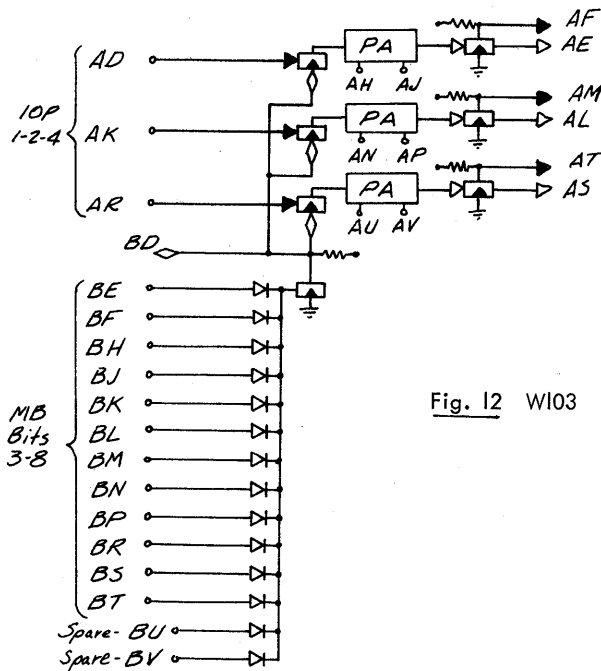 AF
AD PA AE
AH AJ
IOP
1-2-4
AM
AK PA AL
AN AP
AT
AR PA AS
AU AV
BD
BE
BF
BH
BJ
BK
MB
Bits
3-8
BL
BM
BN
BP
BR
BS
BT
Spare-BU
Spare-BV
Fig. 12 W103